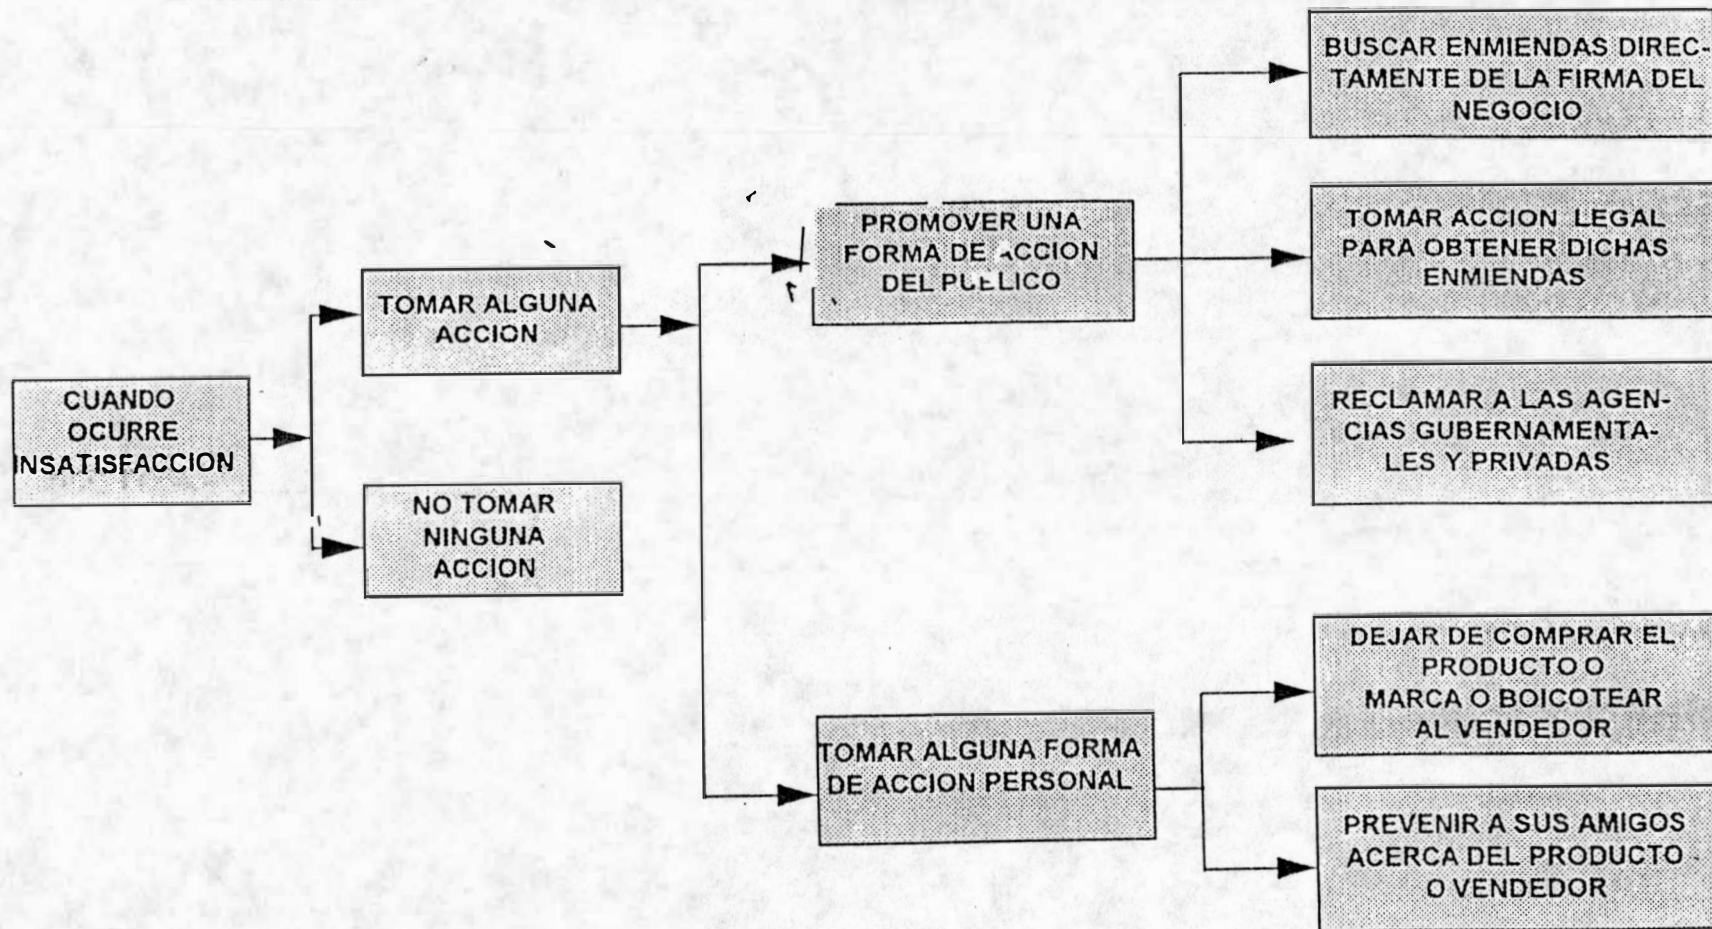 CUANDO
OCURRE
INSATISFACCION
TOMAR ALGUNA
ACCION
NO TOMAR
NINGUNA
ACCION
PROMOVER UNA
FORMA DE ACCION
DEL PUBLICO
TOMAR ALGUNA FORMA
DE ACCION PERSONAL
BUSCAR ENMIENDAS DIREC-
TAMENTE DE LA FIRMA DEL
NEGOCIO
TOMAR ACCION LEGAL
PARA OBTENER DICHAS
ENMIENDAS
RECLAMAR A LAS AGEN-
CIAS GUBERNAMENTA-
LES Y PRIVADAS
DEJAR DE COMPRAR EL
PRODUCTO O
MARCA O BOICOTEAR
AL VENDEDOR
PREVENIR A SUS AMIGOS
ACERCA DEL PRODUCTO
O VENDEDOR